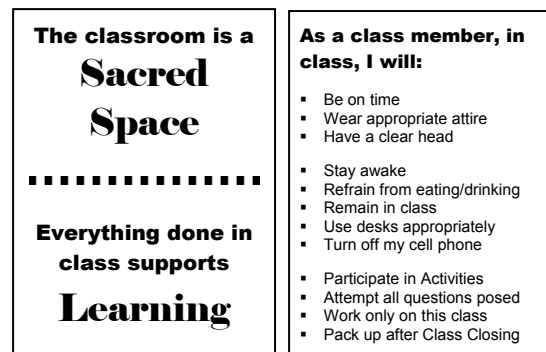 The classroom is a
Sacred
Space
Everything done in
class supports
Learning
As a class member, in
class, I will:
▪ Be on time
▪ Wear appropriate attire
▪ Have a clear head
▪ Stay awake
▪ Refrain from eating/drinking
▪ Remain in class
▪ Use desks appropriately
▪ Turn off my cell phone
▪ Participate in Activities
▪ Attempt all questions posed
▪ Work only on this class
▪ Pack up after Class Closing